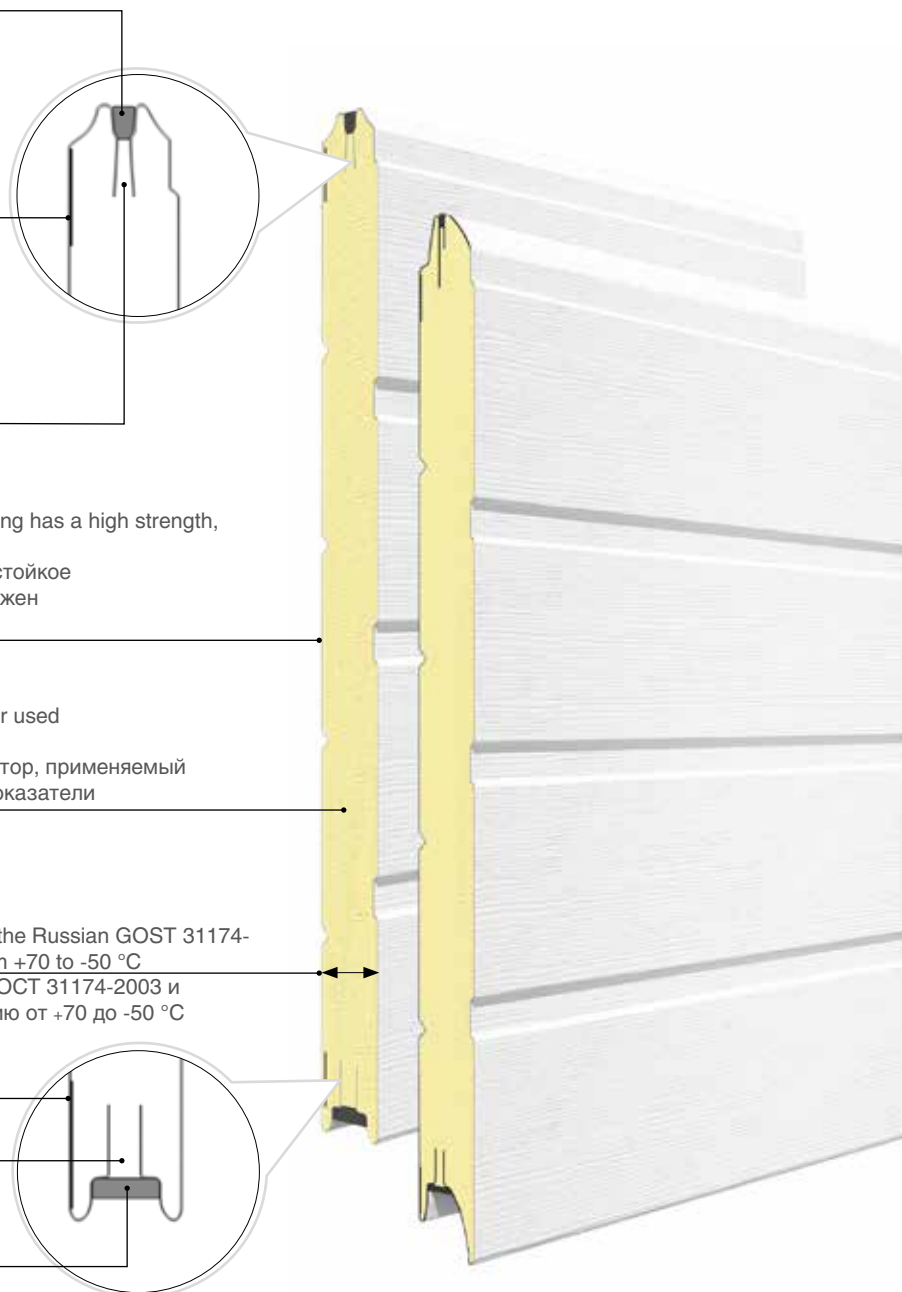 ng has a high strength,
стойкое
жен
r used
тор, применяемый
оказатели
the Russian GOST 31174-
m +70 to -50 °C
ОСТ 31174-2003 и
ию от +70 до -50 °C